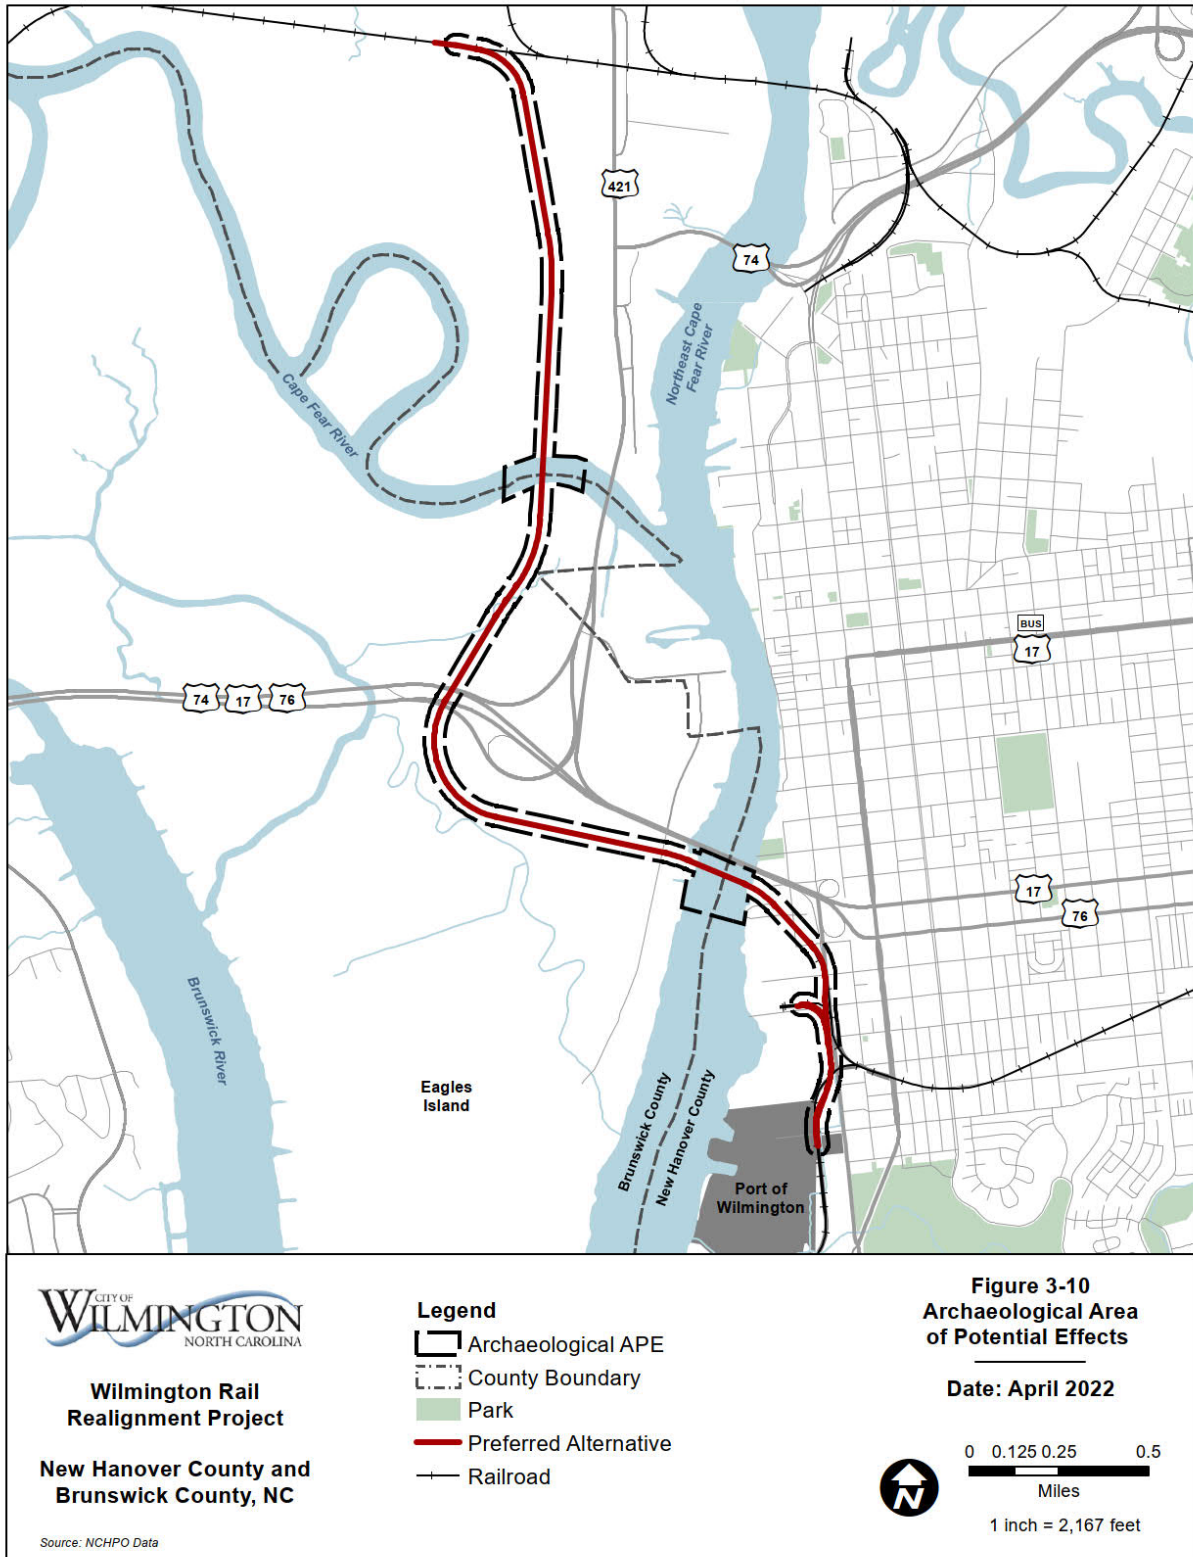 421
74
Northeast Cape
Fear River
Cape Fear River
BUS
17
74
17
76
17
76
Brunswick River
Eagles
Island
Brunswick County
New Hanover County
Port of
Wilmington
CITY OF
WILMINGTON
NORTH CAROLINA
Wilmington Rail
Realignment Project
New Hanover County and
Brunswick County, NC
Source: NCHPO Data
Legend
Archaeological APE
County Boundary
Park
Preferred Alternative
Railroad
Figure 3-10
Archaeological Area
of Potential Effects
Date: April 2022
N
0 0.125 0.25 0.5
Miles
1 inch = 2,167 feet